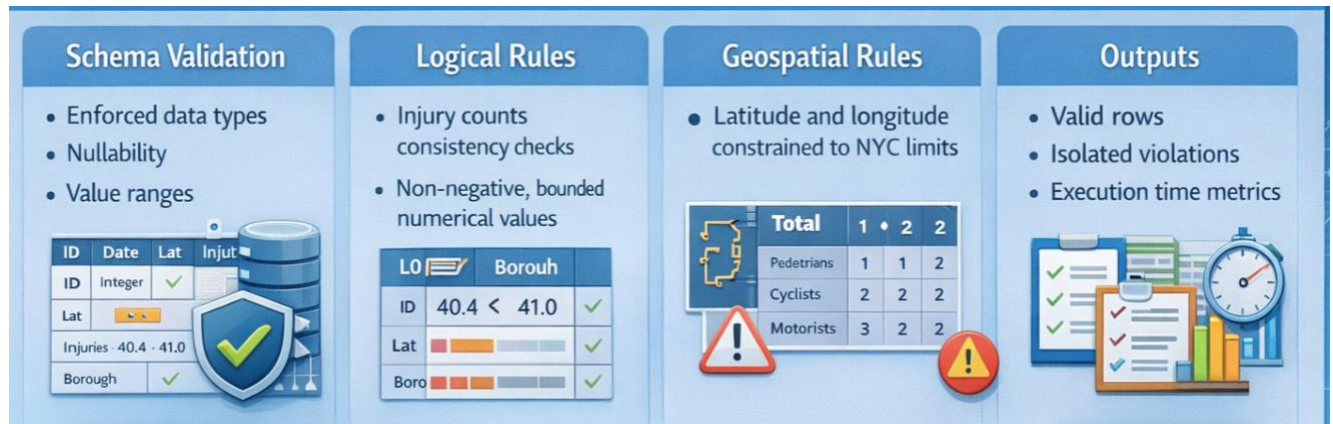 Schema Validation
• Enforced data types
• Nullability
• Value ranges
ID Date Lat Injut
ID Integer
Lat
Injuries - 40.4 - 41.0
Borough
Logical Rules
• Injury counts
consistency checks
• Non-negative, bounded
numerical values
LO Borouh
ID 40.4 < 41.0
Lat
Boro
Geospatial Rules
• Latitude and longitude
constrained to NYC limits
Total 1 • 2 2
Pedetrians 1 1 2
Cyclists 2 2 2
Motorists 3 2 2
Outputs
• Valid rows
• Isolated violations
• Execution time metrics